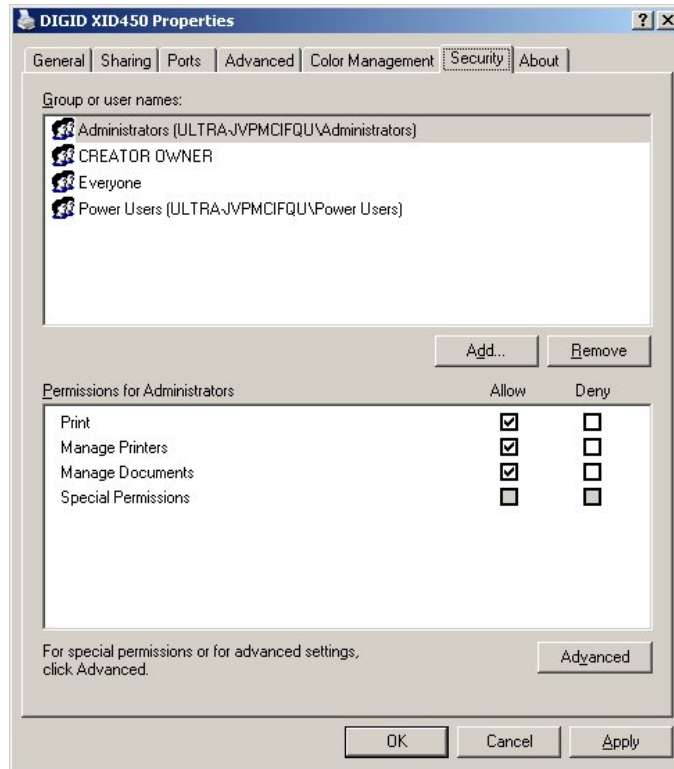 DIGID XID450 Properties
General Sharing Ports Advanced Color Management Security About
Group or user names:
Administrators (ULTRA-JVPMCIFQU\Administrators)
CREATOR OWNER
Everyone
Power Users (ULTRA-JVPMCIFQU\Power Users)
Add... Remove
Permissions for Administrators Allow Deny
Print
Manage Printers
Manage Documents
Special Permissions
For special permissions or for advanced settings,
click Advanced.
Advanced
OK Cancel Apply